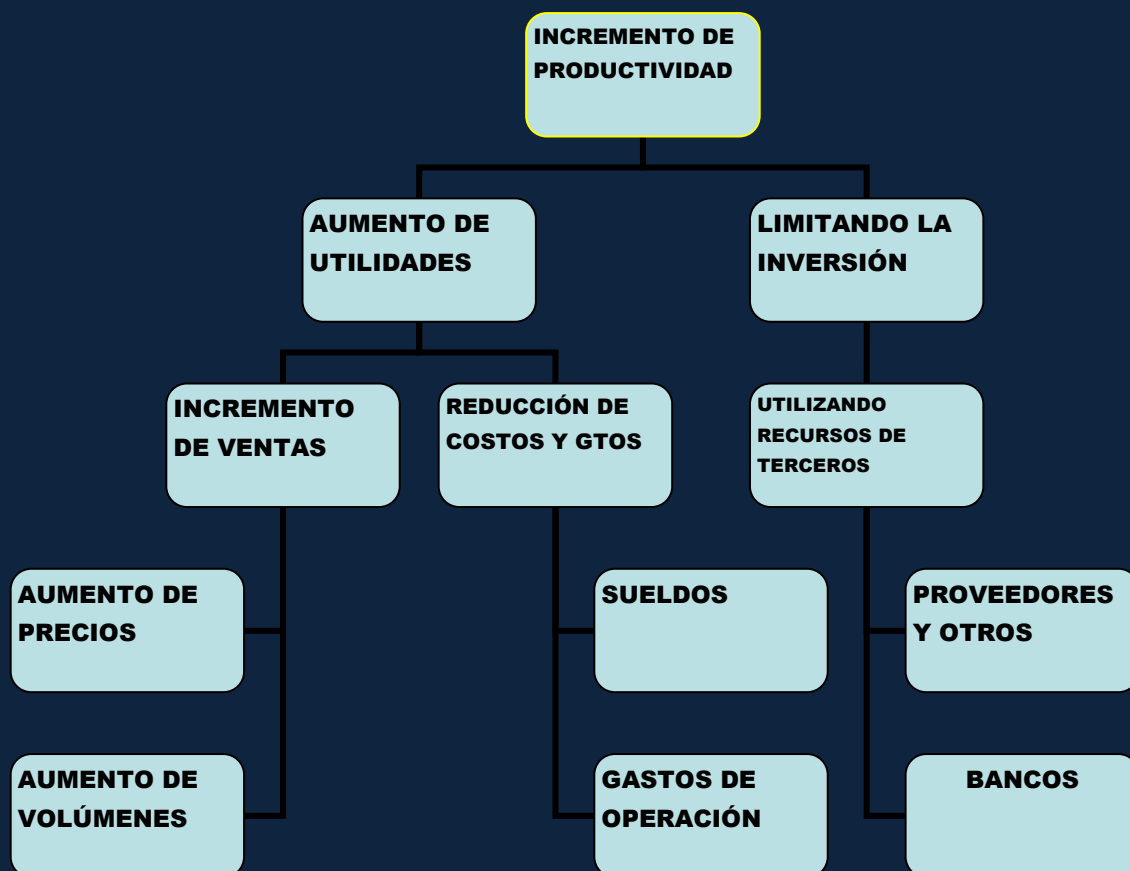 INCREMENTO DE
PRODUCTIVIDAD
AUMENTO DE
UTILIDADES
LIMITANDO LA
INVERSIÓN
INCREMENTO
DE VENTAS
REDUCCIÓN DE
COSTOS Y GTOS
UTILIZANDO
RECURSOS DE
TERCEROS
AUMENTO DE
PRECIOS
SUELDOS
PROVEEDORES
Y OTROS
AUMENTO DE
VOLÚMENES
GASTOS DE
OPERACIÓN
BANCOS